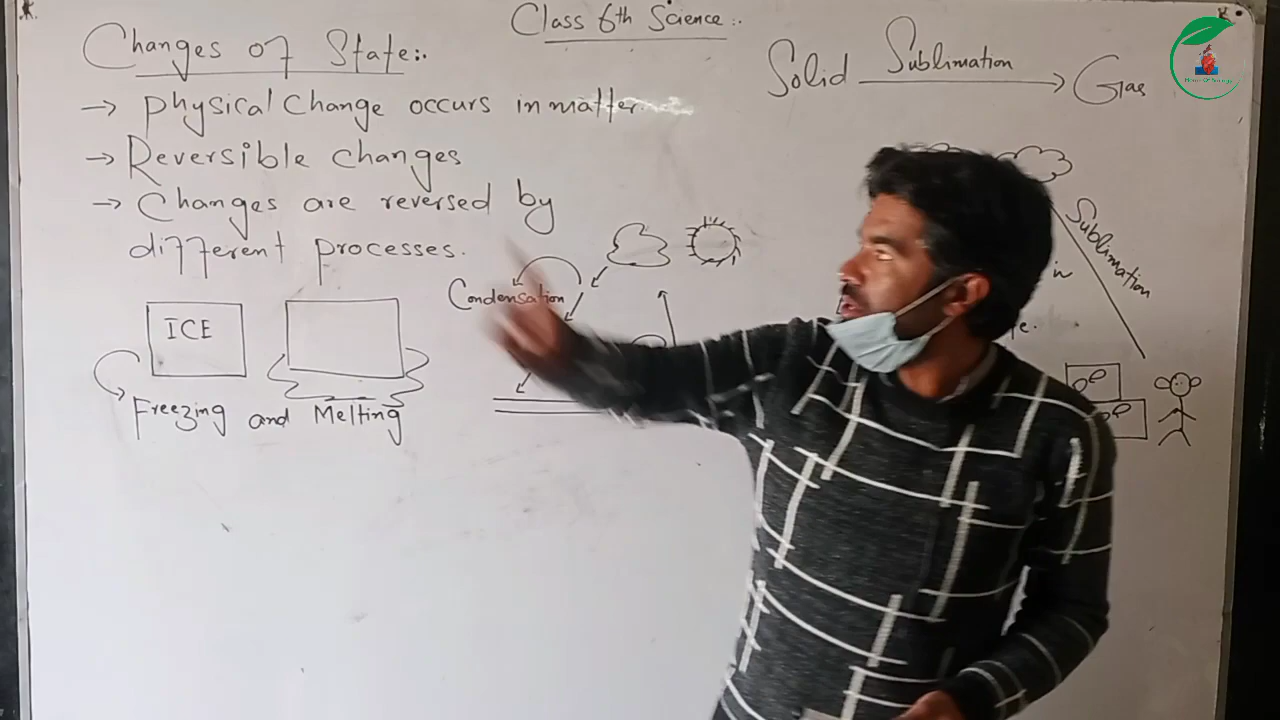 Class 6th Science:.
Changes of State:.
→ Physical Change occurs in matter.
→ Reversible changes
→ Changes are reversed by
different processes.
Solid Sublimation → Gas
Sublimation
in
Condensation
ICE
Freezing and Melting